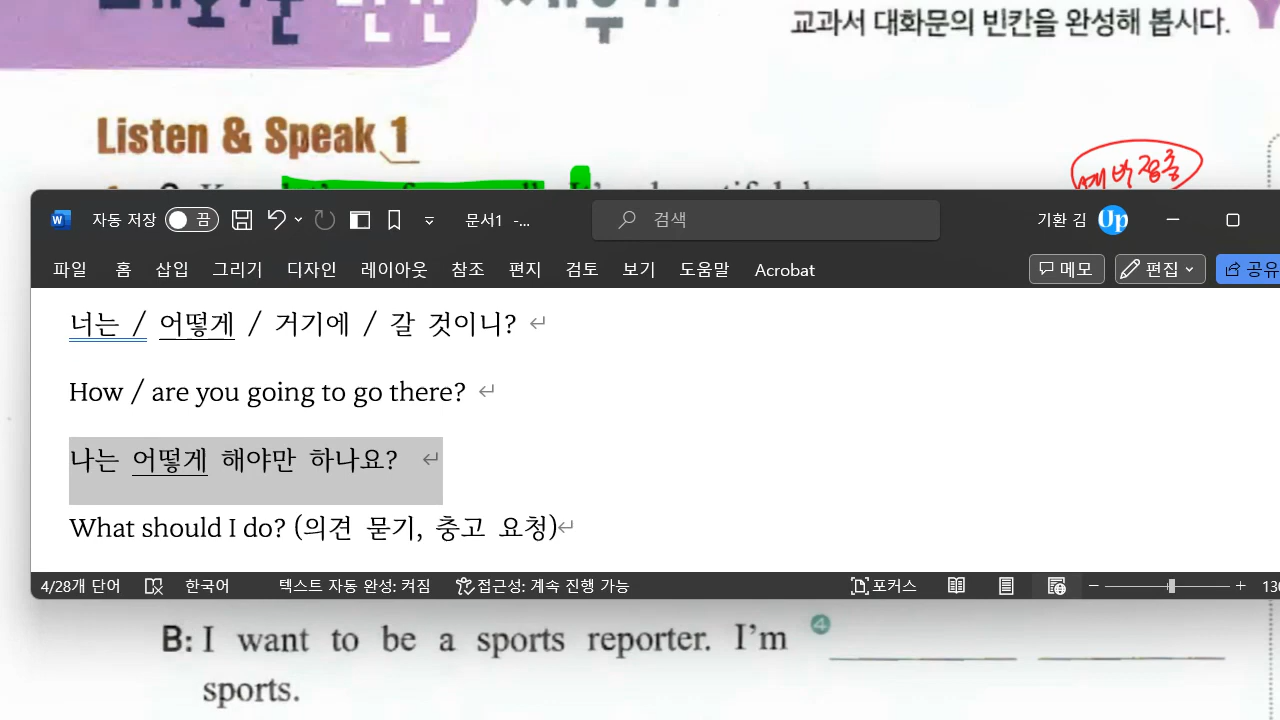 교과서 대화문의 빈칸을 완성해 봅시다.
Listen & Speak 1
자동 저장 끔 문서1 -... 검색 기환 김 Up
파일 홈 삽입 그리기 디자인 레이아웃 참조 편지 검토 보기 도움말 Acrobat 메모 편집 공유
너는 / 어떻게 / 거기에 / 갈 것이니?
How / are you going to go there?
나는 어떻게 해야만 하나요?
What should I do? (의견 묻기, 충고 요청)
4/28개 단어 한국어 텍스트 자동 완성: 켜짐 접근성: 계속 진행 가능 포커스 130
B: I want to be a sports reporter. I'm 4
sports.